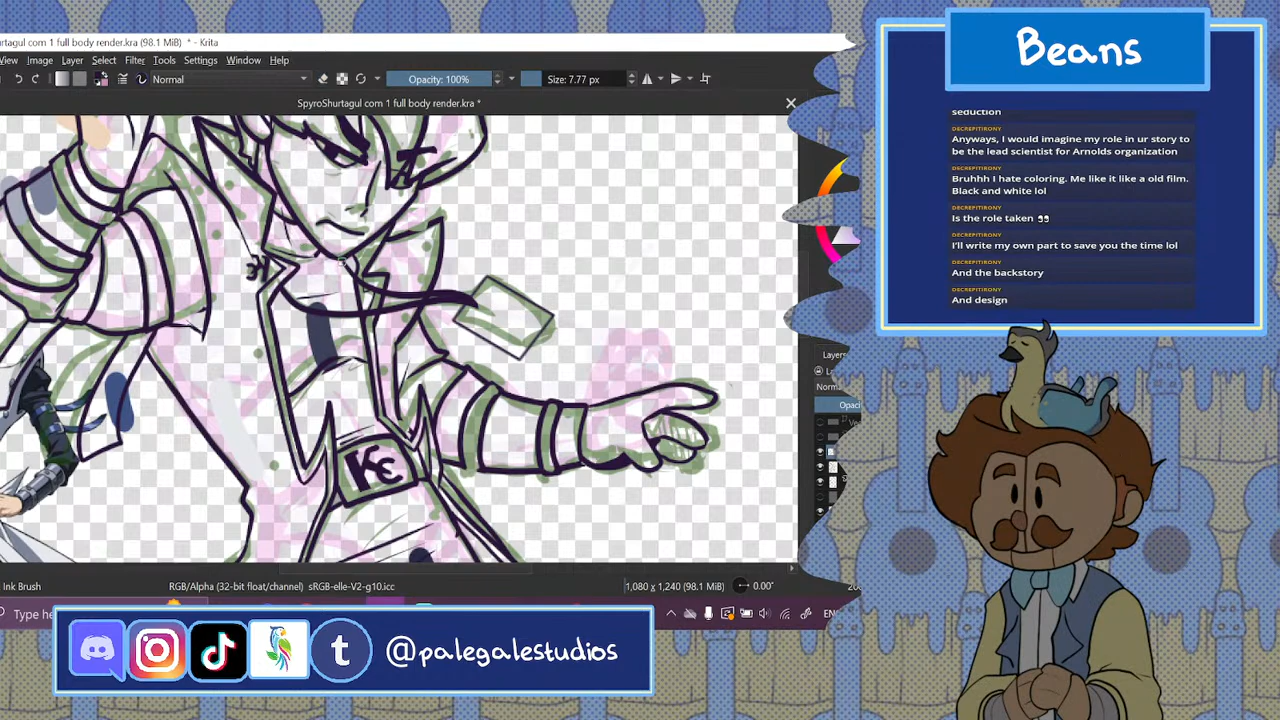 rtagul com 1 full body render.kra (98.1 MiB) * - Krita
View Image Layer Select Filter Tools Settings Window Help
Normal Opacity: 100% Size: 7.77 px
SpyroShurtagul com 1 full body render.kra *
KC
Layers
Norma
Opaci
Ink Brush RGB/Alpha (32-bit float/channel) sRGB-elle-V2-g10.icc 1,080 x 1,240 (98.1 MiB) 0.00°
Type he
@palegalestudios
Beans
seduction
DECREPITIRONY
Anyways, I would imagine my role in ur story to
be the lead scientist for Arnolds organization
DECREPITIRONY
Bruhhh I hate coloring. Me like it like a old film.
Black and white lol
DECREPITIRONY
Is the role taken 👀
DECREPITIRONY
I'll write my own part to save you the time lol
DECREPITIRONY
And the backstory
DECREPITIRONY
And design